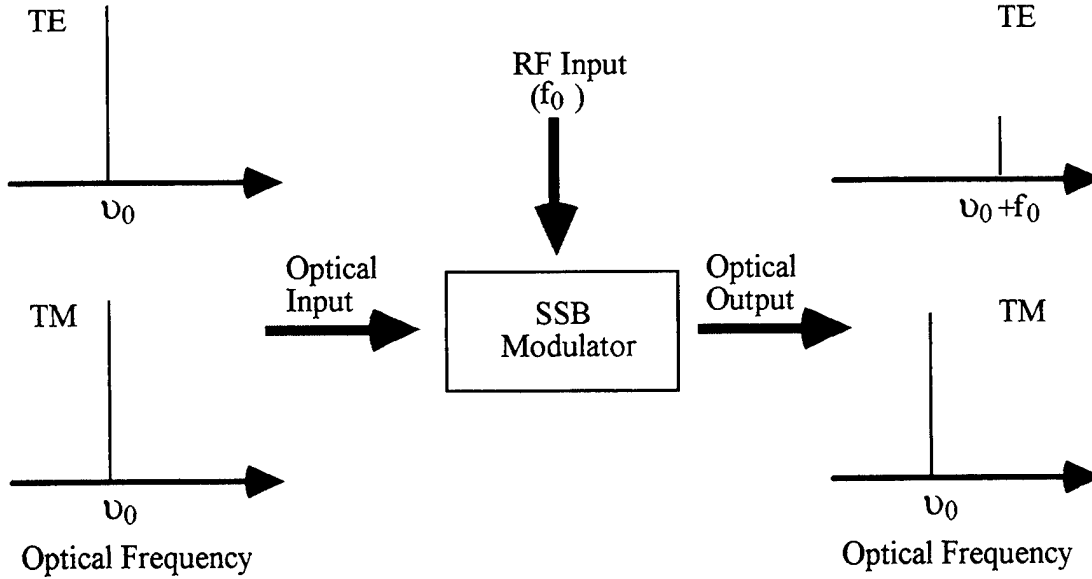 TE
υ₀
TM
υ₀
Optical Frequency
Optical
Input
RF Input
(f₀ )
SSB
Modulator
Optical
Output
TE
υ₀+f₀
TM
υ₀
Optical Frequency